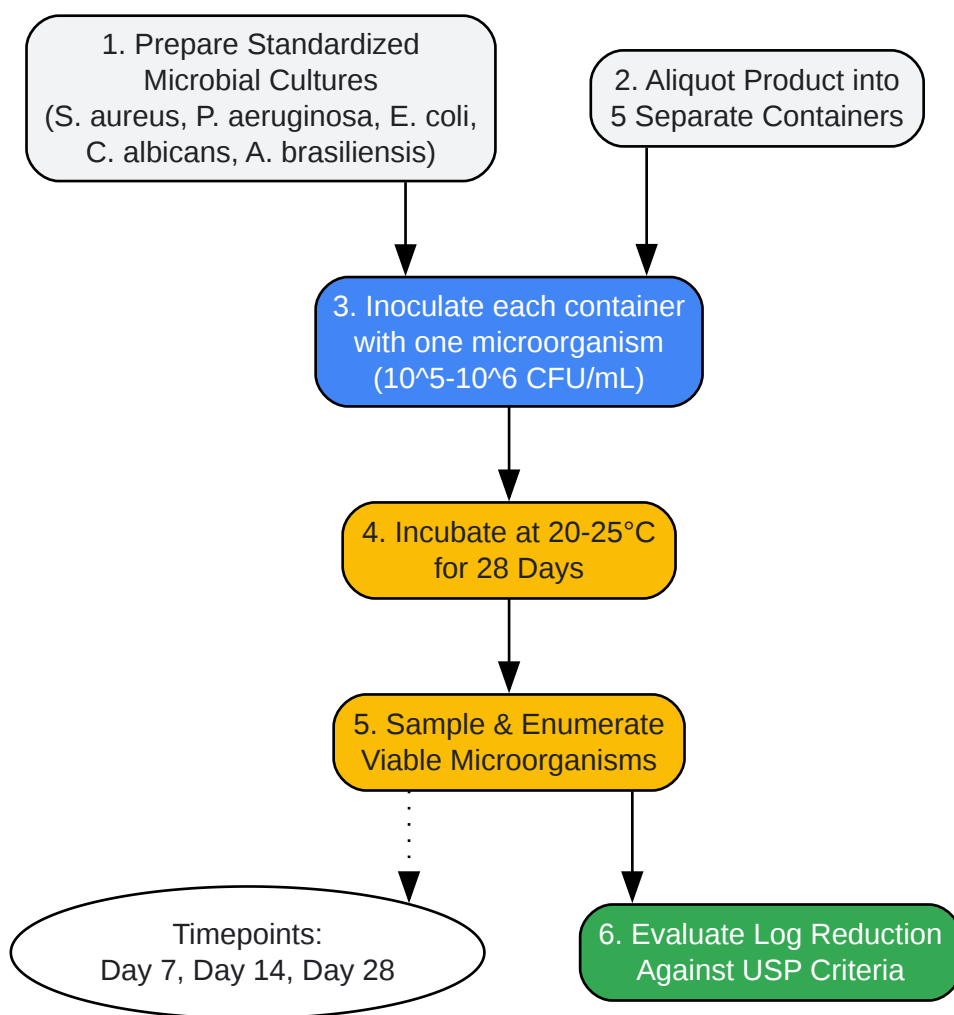 1. Prepare Standardized
Microbial Cultures
(S. aureus, P. aeruginosa, E. coli,
C. albicans, A. brasiliensis)
2. Aliquot Product into
5 Separate Containers
3. Inoculate each container
with one microorganism
(10^5-10^6 CFU/mL)
4. Incubate at 20-25°C
for 28 Days
5. Sample & Enumerate
Viable Microorganisms
Timepoints:
Day 7, Day 14, Day 28
6. Evaluate Log Reduction
Against USP Criteria